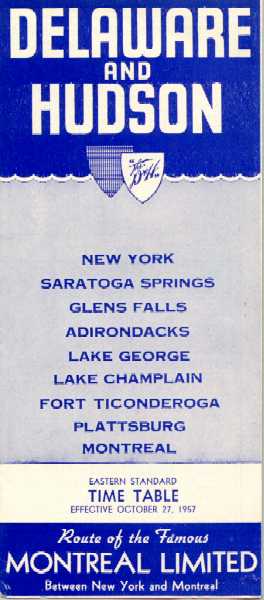 DELAWARE
AND
HUDSON
"The
D&H"
NEW YORK
SARATOGA SPRINGS
GLENS FALLS
ADIRONDACKS
LAKE GEORGE
LAKE CHAMPLAIN
FORT TICONDEROGA
PLATTSBURG
MONTREAL
EASTERN STANDARD
TIME TABLE
EFFECTIVE OCTOBER 27, 1957
Route of the Famous
MONTREAL LIMITED
Between New York and Montreal